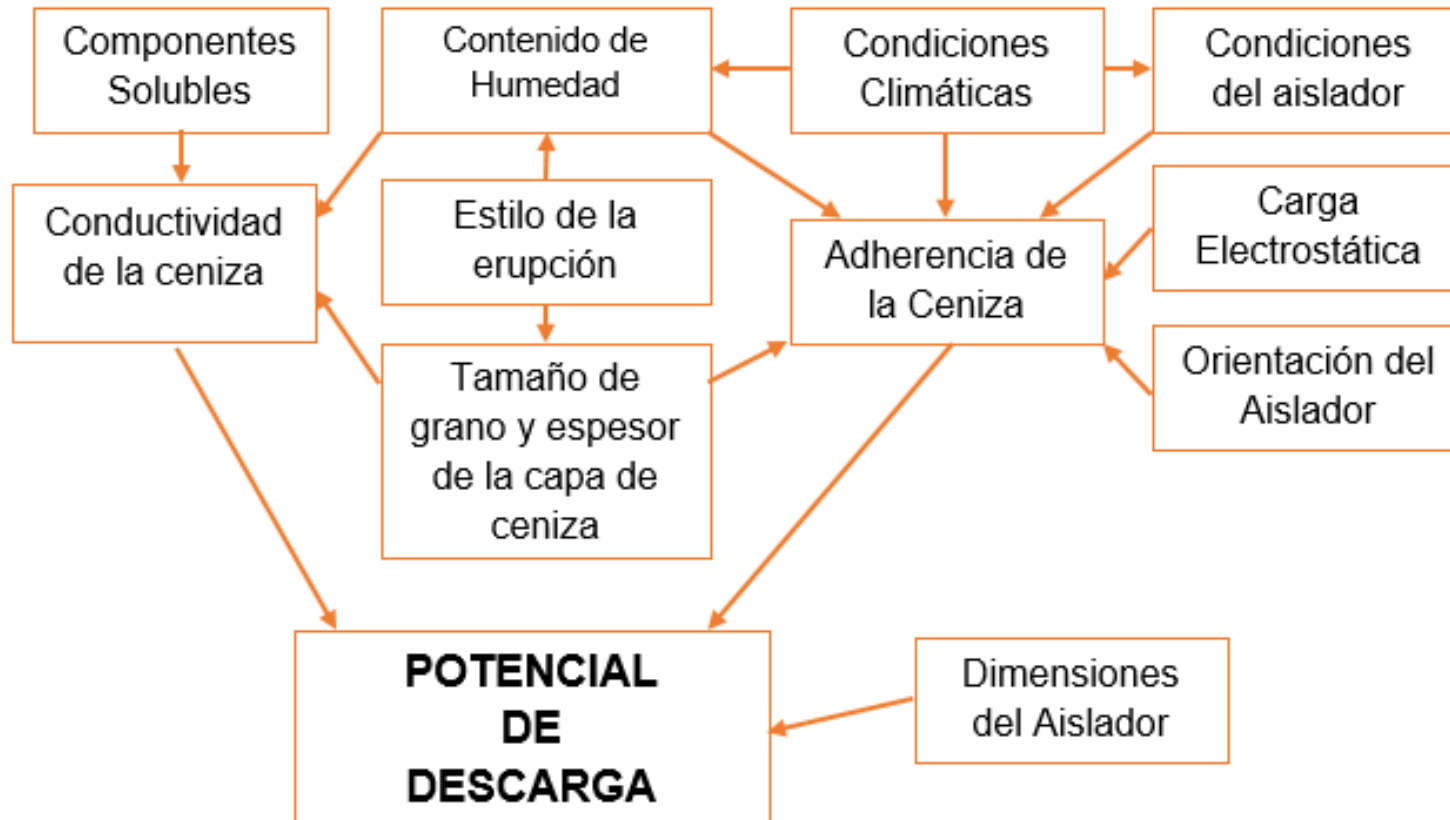 Componentes
Solubles
Contenido de
Humedad
Condiciones
Climáticas
Condiciones
del aislador
Conductividad
de la ceniza
Estilo de la
erupción
Adherencia de
la Ceniza
Carga
Electrostática
Tamaño de
grano y espesor
de la capa de
ceniza
Orientación del
Aislador
POTENCIAL
DE
DESCARGA
Dimensiones
del Aislador